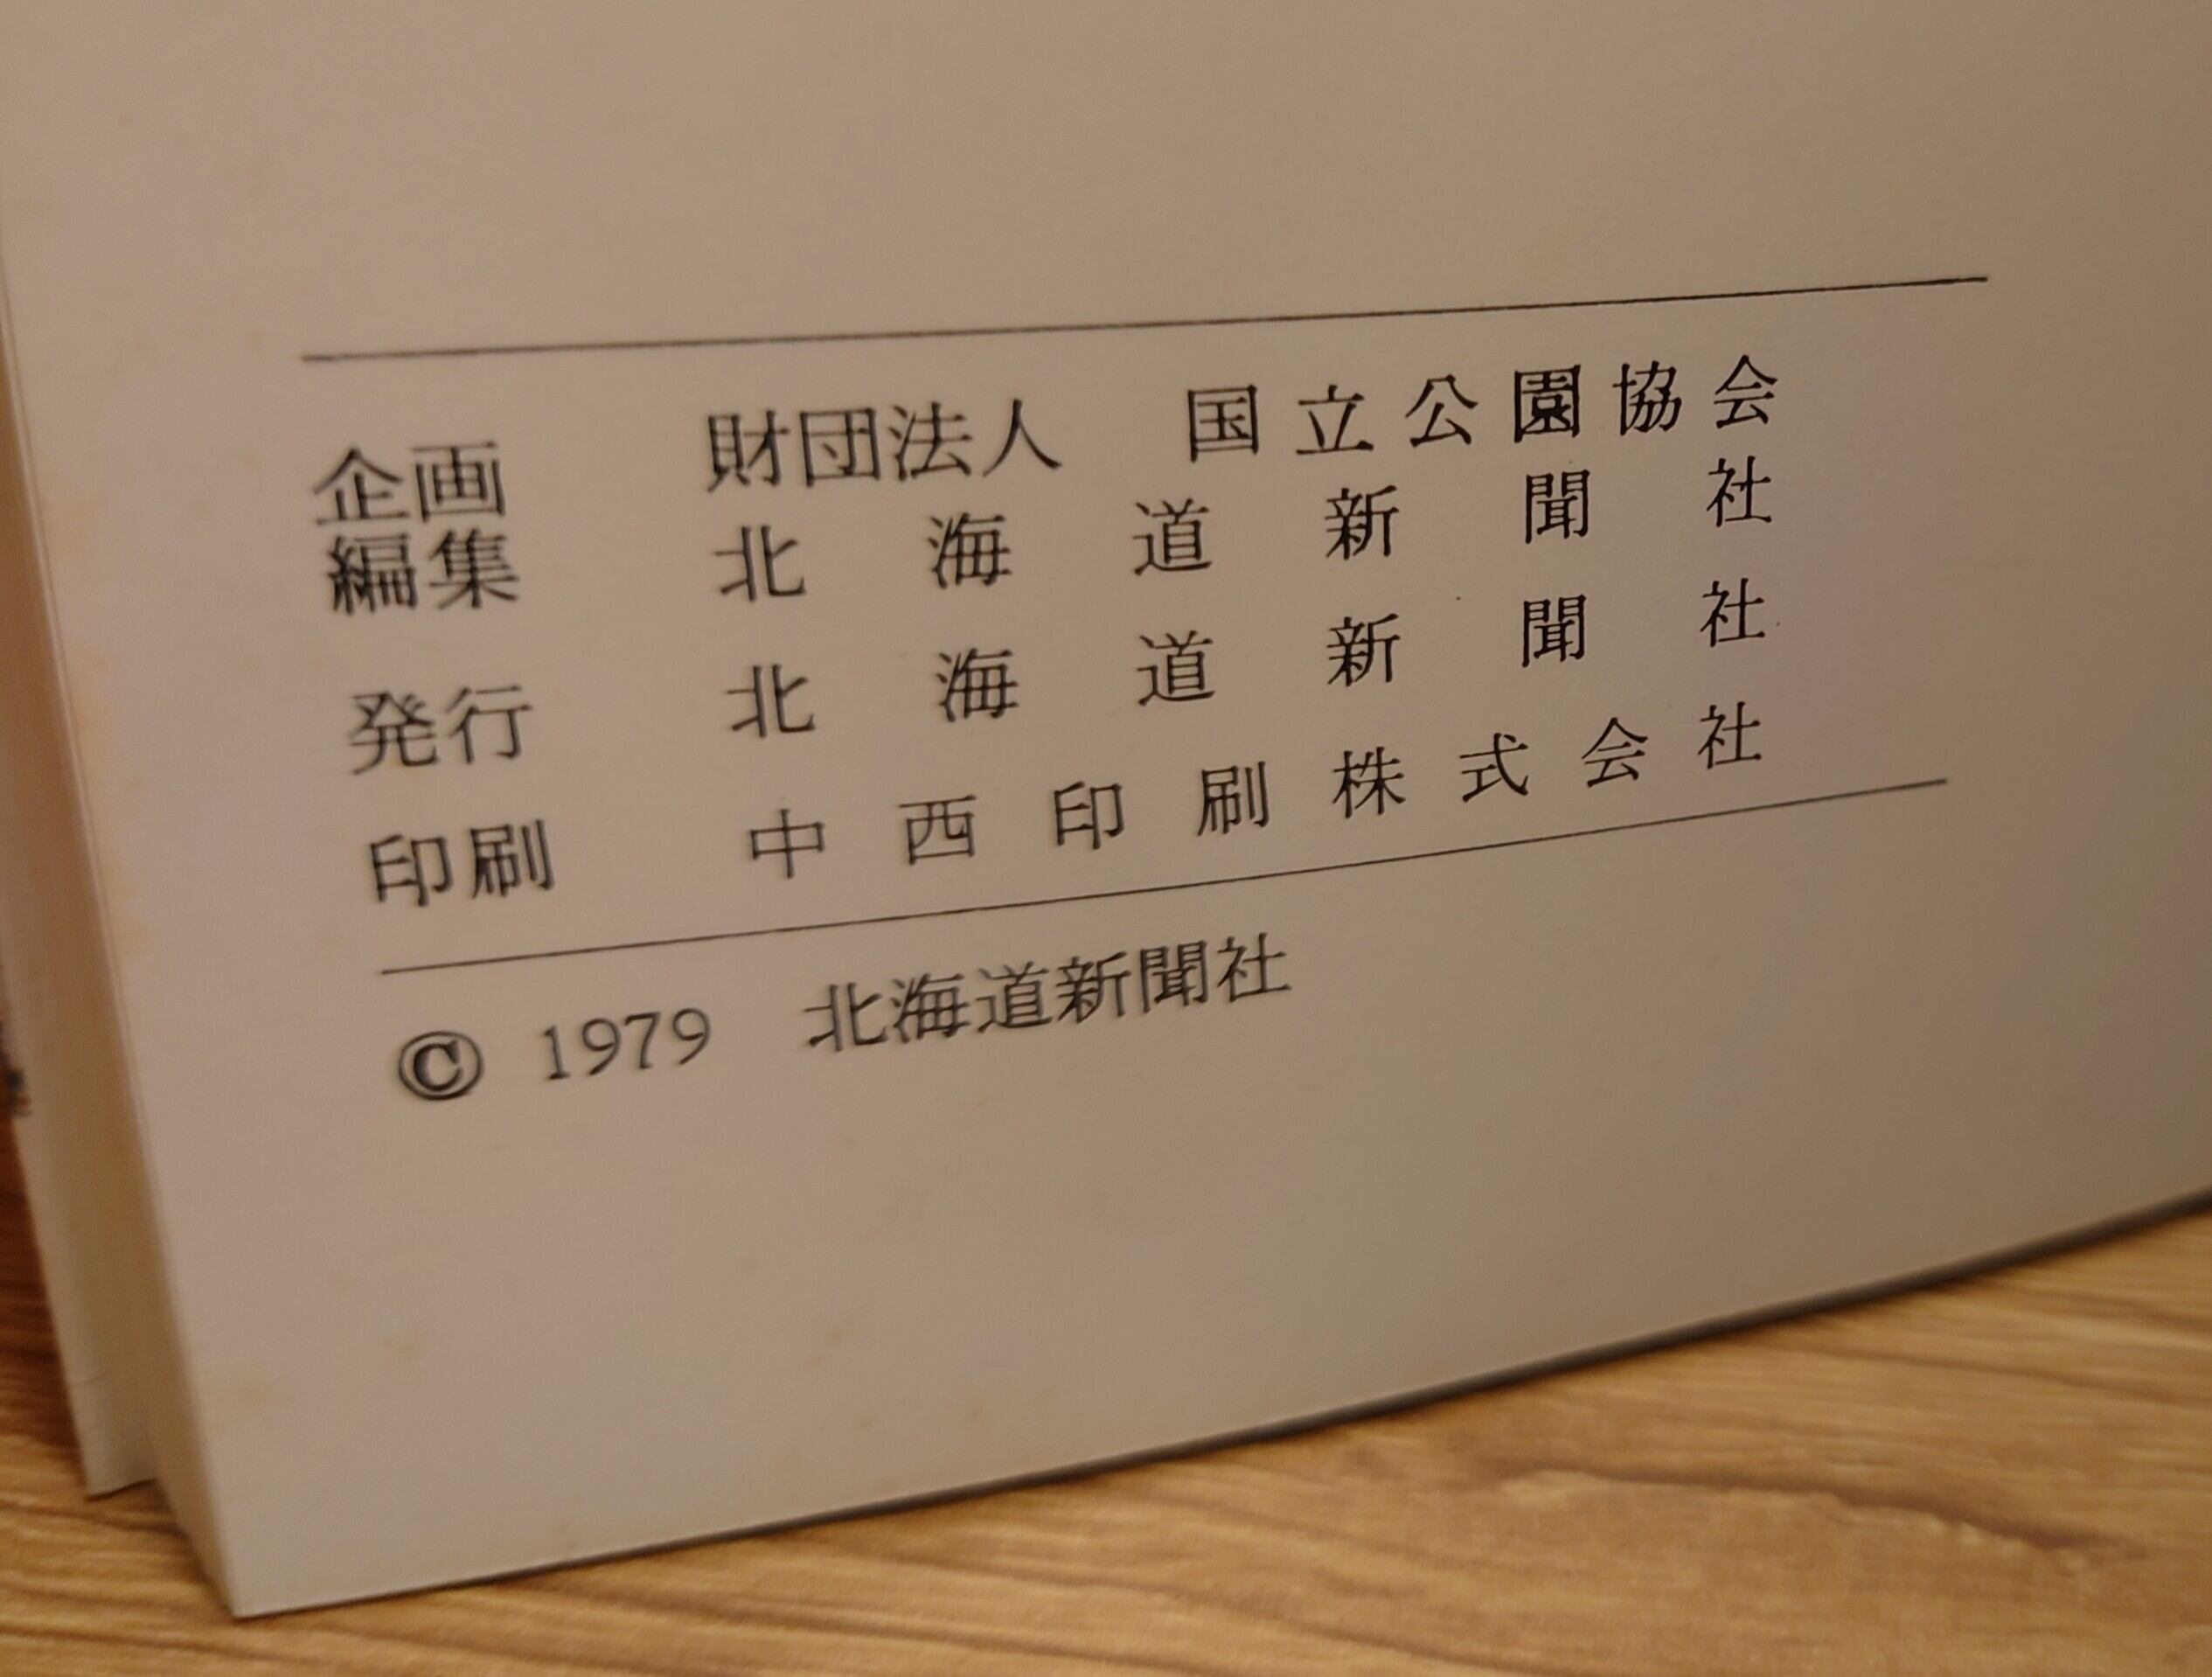 企画　財団法人　国立公園協会
編集　北海道新聞社
発行　北海道新聞社
印刷　中西印刷株式会社
© 1979　北海道新聞社